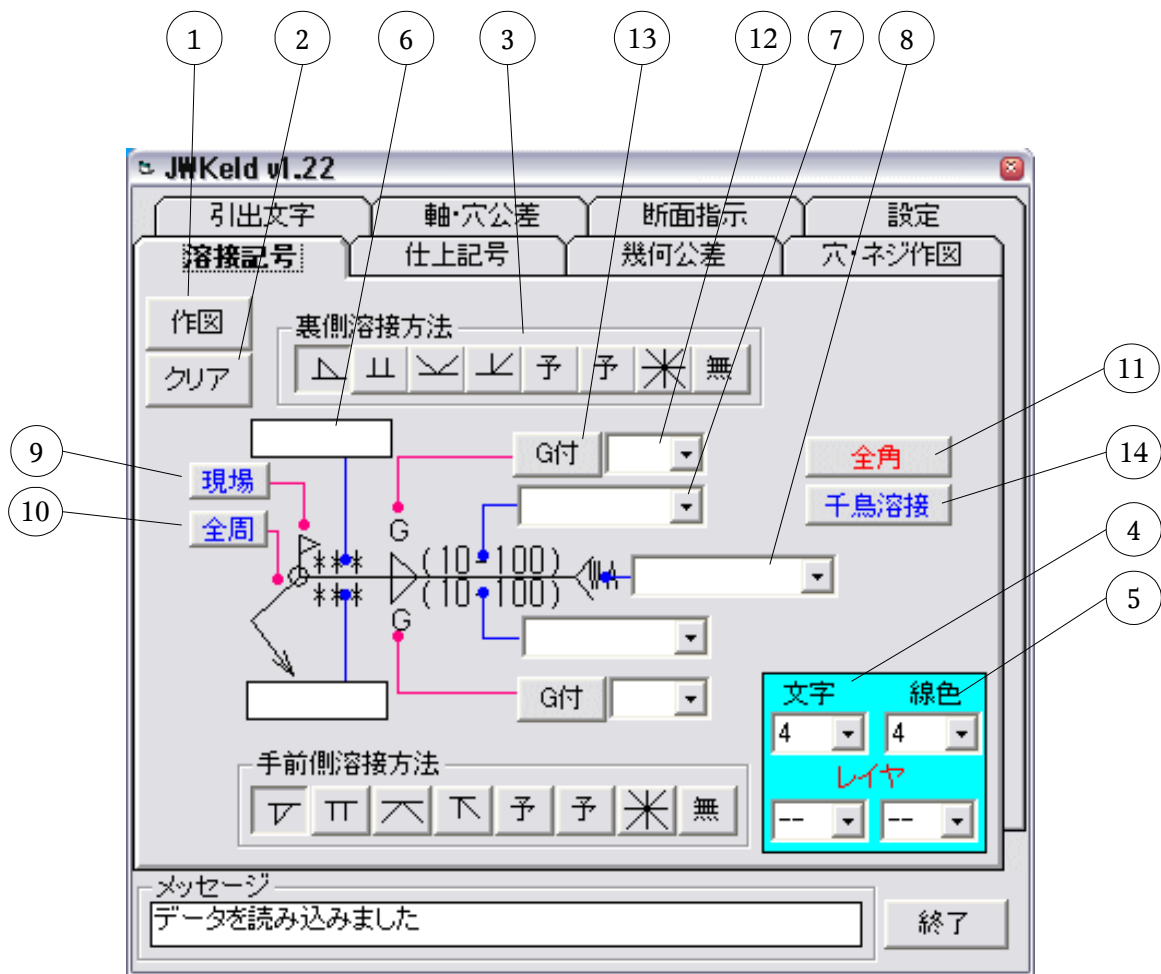 1 2 6 3 13 12 7 8
JWKeld v1.22
引出文字 軸・穴公差 断面指示 設定
溶接記号 仕上記号 幾何公差 穴・ネジ作図
作図
裏側溶接方法
クリア
予 予 無
11
9
G付
全角
14
現場
千鳥溶接
10
全周
G
4
*** (10-100)
*** (10-100)
5
G
G付
文字 線色
4 4
手前側溶接方法
レイヤ
予 予 無
-- --
メッセージ
データを読み込みました
終了